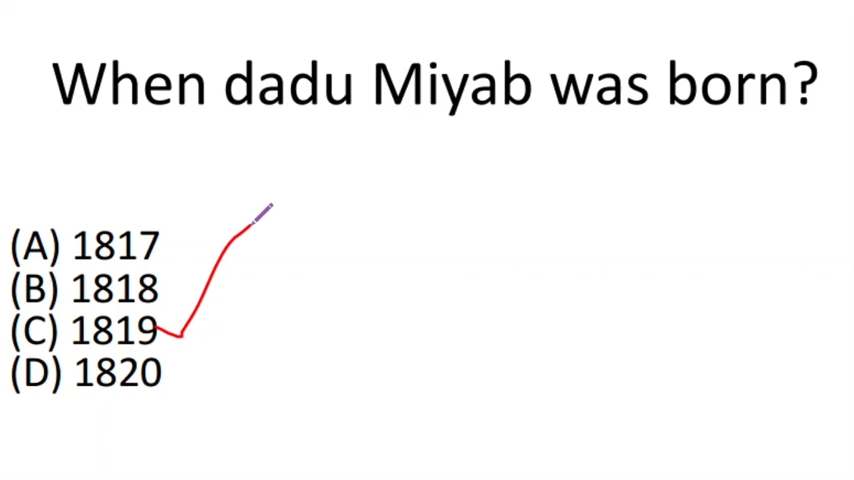 When dadu Miyab was born?
(A) 1817
(B) 1818
(C) 1819
(D) 1820